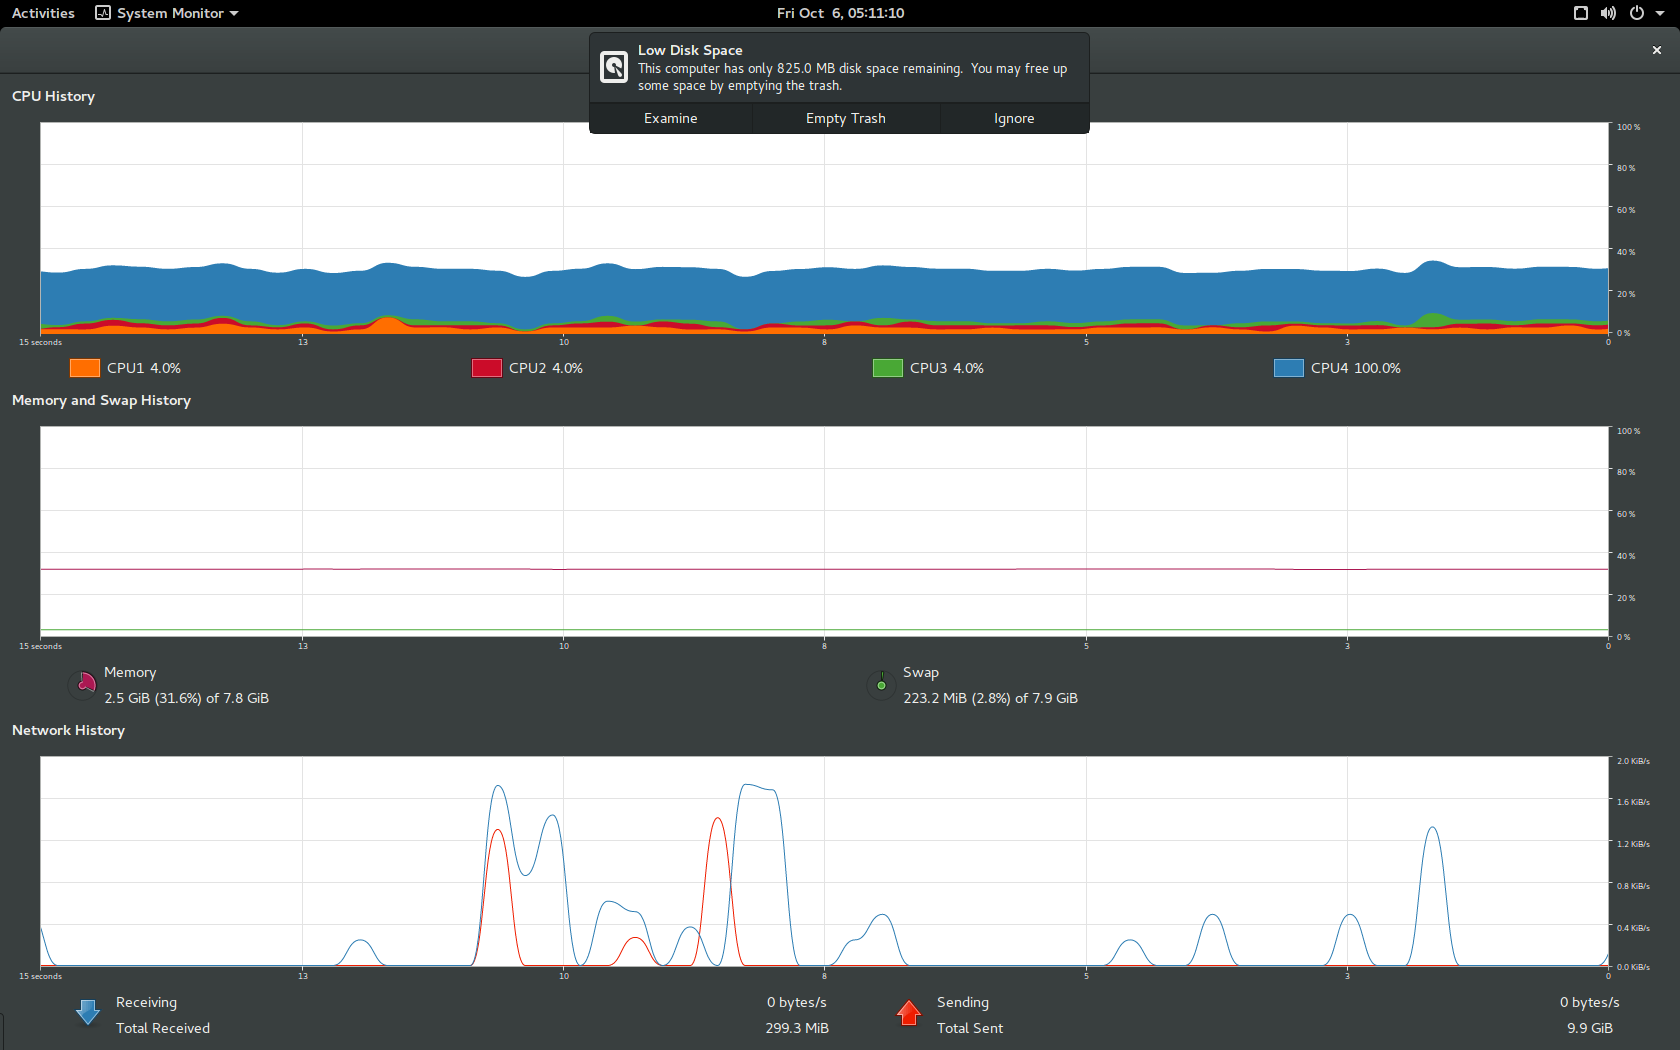 Activities System Monitor Fri Oct 6, 05:11:10
Low Disk Space
This computer has only 825.0 MB disk space remaining. You may free up
some space by emptying the trash.
Examine Empty Trash Ignore
CPU History
100 %
80 %
60 %
40 %
20 %
0 %
15 seconds 13 10 8 5 3 0
CPU1 4.0% CPU2 4.0% CPU3 4.0% CPU4 100.0%
Memory and Swap History
100 %
80 %
60 %
40 %
20 %
0 %
15 seconds 13 10 8 5 3 0
Memory Swap
2.5 GiB (31.6%) of 7.8 GiB 223.2 MiB (2.8%) of 7.9 GiB
Network History
2.0 KiB/s
1.6 KiB/s
1.2 KiB/s
0.8 KiB/s
0.4 KiB/s
0.0 KiB/s
15 seconds 13 10 8 5 3 0
Receiving 0 bytes/s Sending 0 bytes/s
Total Received 299.3 MiB Total Sent 9.9 GiB